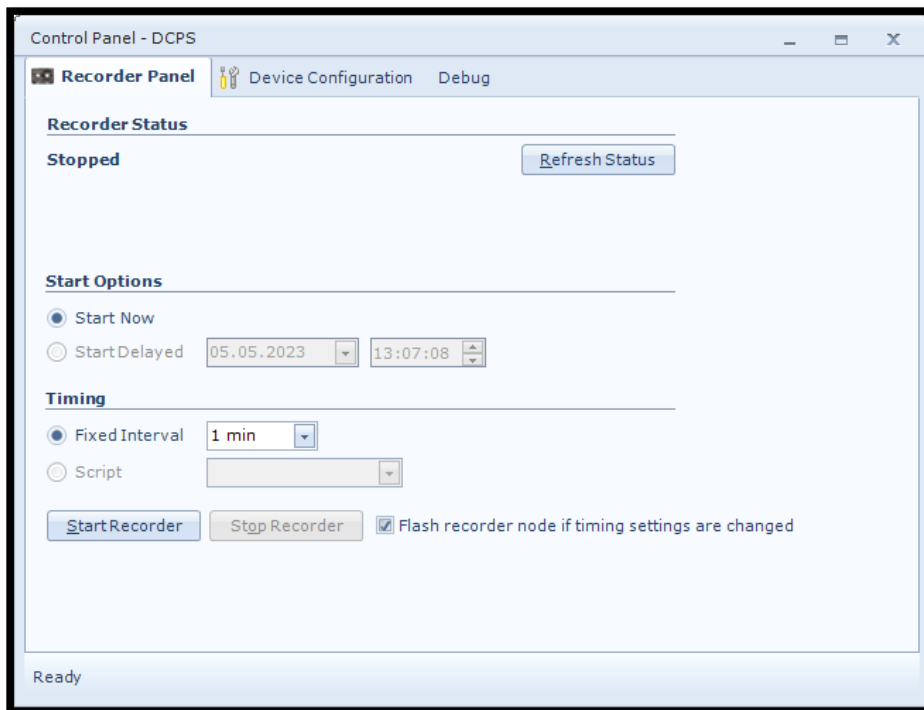 Control Panel - DCPS
Recorder Panel Device Configuration Debug
Recorder Status
Stopped Refresh Status
Start Options
Start Now
Start Delayed 05.05.2023 13:07:08
Timing
Fixed Interval 1 min
Script
Start Recorder Stop Recorder Flash recorder node if timing settings are changed
Ready